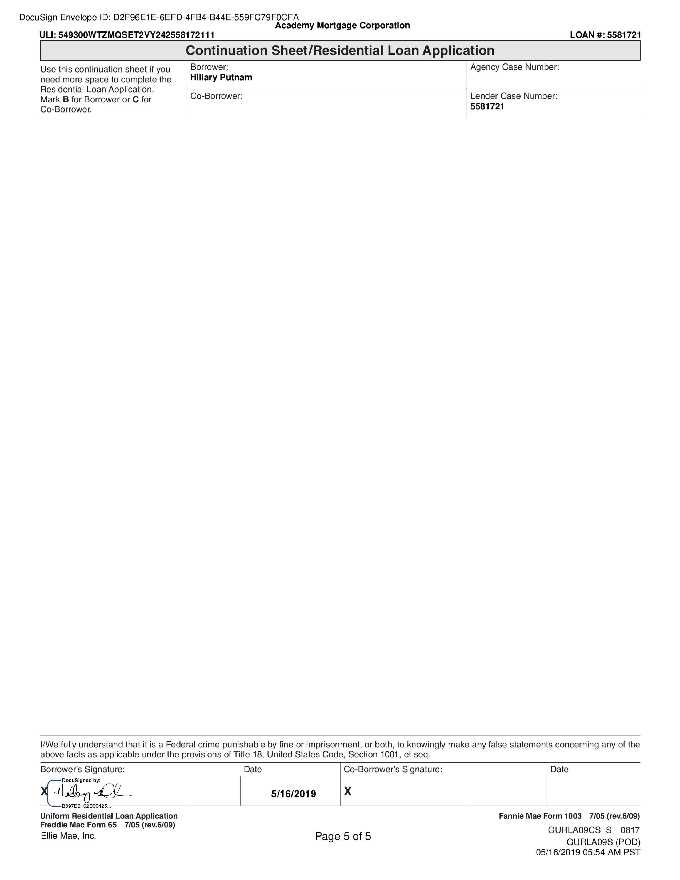 DocuSign Envelope ID: D2F96E1E-6EFD-4FB4-B44E-559FC79F0CFA
Academy Mortgage Corporation
ULI: 549300WTZMQSET2VY242558172111 LOAN #: 5581721
Continuation Sheet/Residential Loan Application
Use this continuation sheet if you
need more space to complete the
Residential Loan Application.
Mark B for Borrower or C for
Co-Borrower.
Borrower:
Hillary Putnam
Agency Case Number:
Co-Borrower:
Lender Case Number:
5581721
I/We fully understand that it is a Federal crime punishable by fine or imprisonment, or both, to knowingly make any false statements concerning any of the
above facts as applicable under the provisions of Title 18, United States Code, Section 1001, et seq.
Borrower's Signature: Date Co-Borrower's Signature: Date
DocuSigned by:
X 5/16/2019 X
Uniform Residential Loan Application
Freddie Mac Form 65 7/05 (rev.6/09)
Ellie Mae, Inc.
Page 5 of 5
Fannie Mae Form 1003 7/05 (rev.6/09)
GURLA09S (POD)
05/16/2019 05:54 AM PST